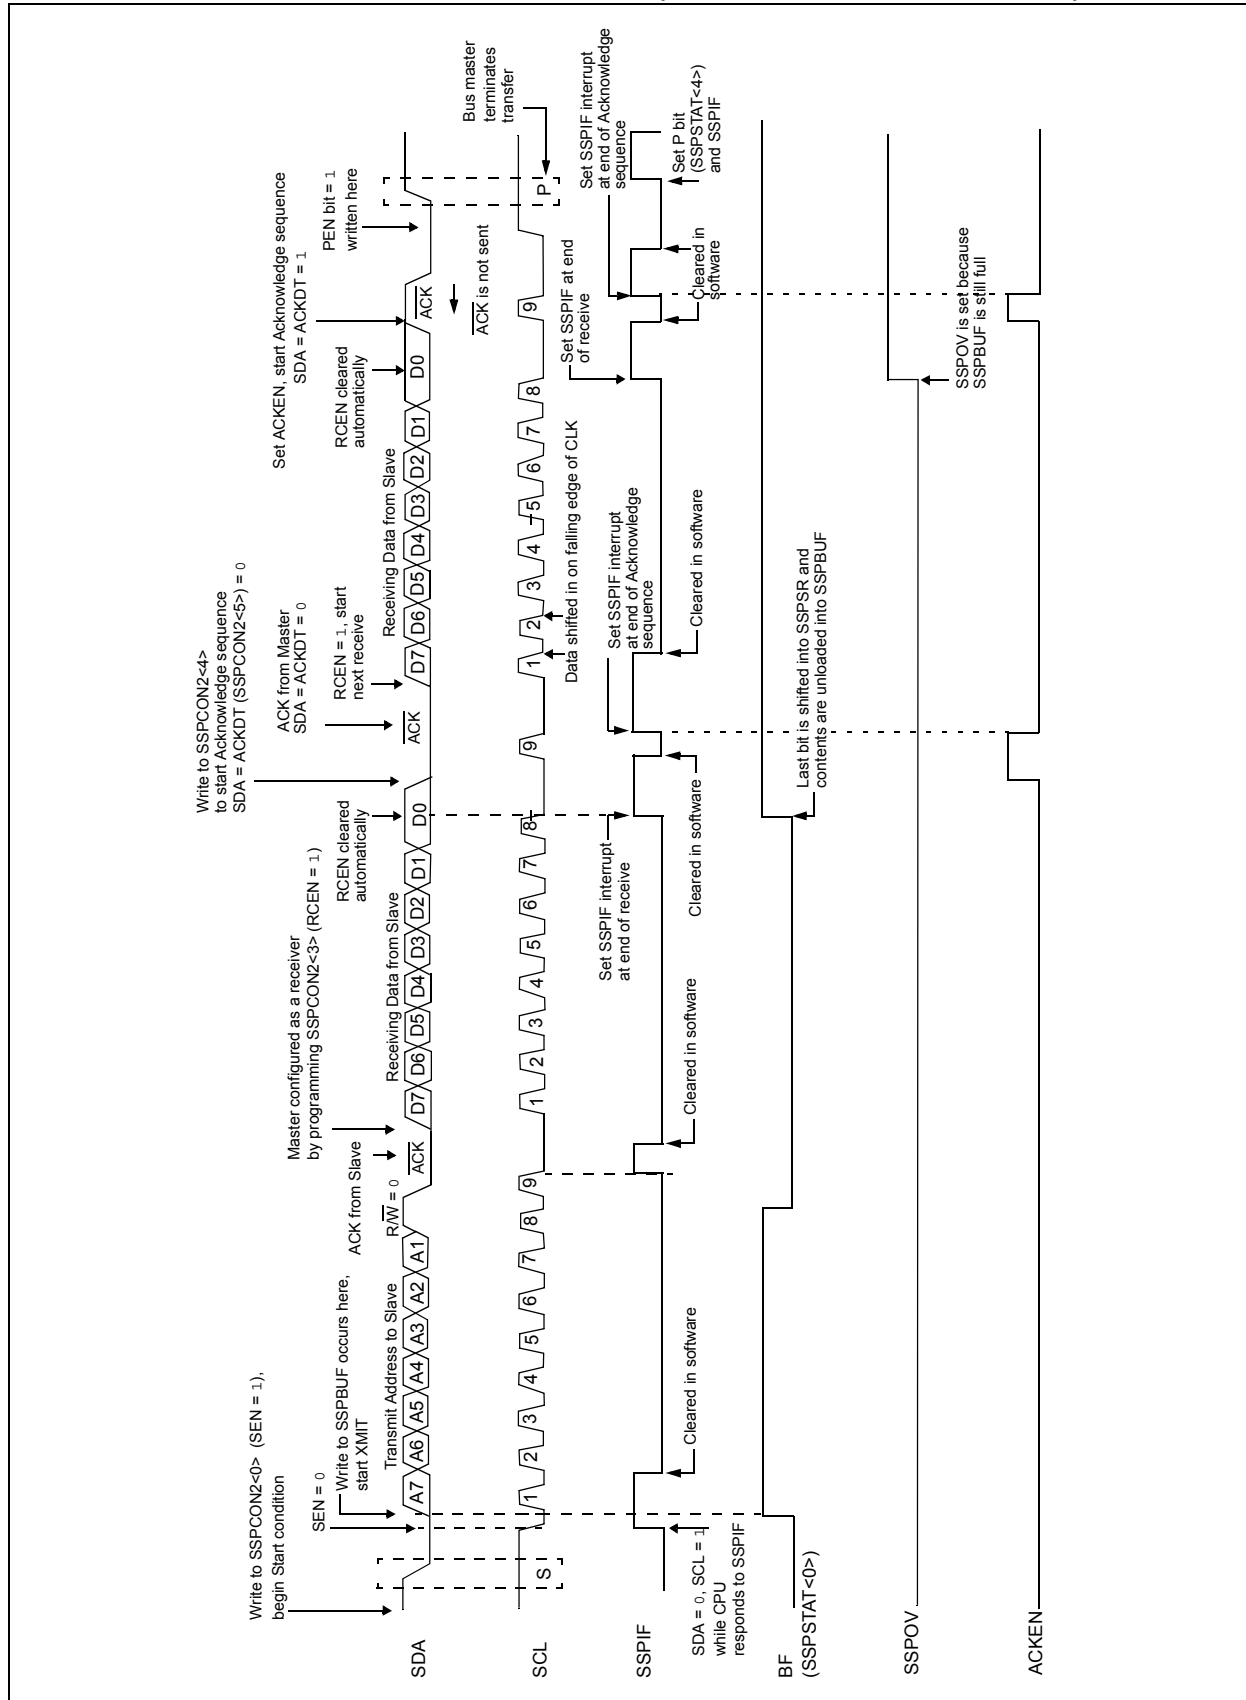 Write to SSPCON2<0> (SEN = 1),
begin Start condition
SEN = 0
Write to SSPBUF occurs here,
start XMIT
Transmit Address to Slave
ACK from Slave
R/W = 0
Master configured as a receiver
by programming SSPCON2<3> (RCEN = 1)
Receiving Data from Slave
RCEN cleared
automatically
Write to SSPCON2<4>
to start Acknowledge sequence
SDA = ACKDT (SSPCON2<5>) = 0
ACK from Master
SDA = ACKDT = 0
RCEN = 1, start
next receive
Receiving Data from Slave
RCEN cleared
automatically
Set ACKEN, start Acknowledge sequence
SDA = ACKDT = 1
PEN bit = 1
written here
SDA
A7 A6 A5 A4 A3 A2 A1
ACK
D7 D6 D5 D4 D3 D2 D1 D0
ACK
D7 D6 D5 D4 D3 D2 D1 D0
ACK
ACK is not sent
Bus master
terminates
transfer
SCL
S
1 2 3 4 5 6 7 8 9
1 2 3 4 5 6 7 8 9
1 2 3 4 5 6 7 8 9
P
Data shifted in on falling edge of CLK
SSPIF
SDA = 0, SCL = 1
while CPU
responds to SSPIF
Cleared in software
Cleared in software
Set SSPIF interrupt
at end of receive
Cleared in software
Set SSPIF interrupt
at end of Acknowledge
sequence
Cleared in software
Set SSPIF at end
of receive
Cleared in
software
Set SSPIF interrupt
at end of Acknowledge
sequence
Set P bit
(SSPSTAT<4>)
and SSPIF
BF
(SSPSTAT<0>)
Last bit is shifted into SSPSR and
contents are unloaded into SSPBUF
SSPOV
SSPOV is set because
SSPBUF is still full
ACKEN